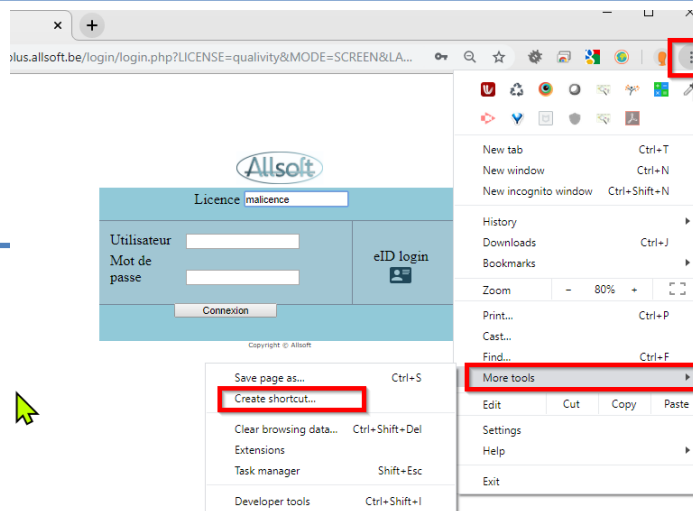 plus.allsoft.be/login/login.php?LICENSE=qualivity&MODE=SCREEN&LA...
Allsoft
Licence malicence
Utilisateur
Mot de passe
eID login
Connexion
Copyright © Allsoft
New tab Ctrl+T
New window Ctrl+N
New incognito window Ctrl+Shift+N
History
Downloads Ctrl+J
Bookmarks
Zoom - 80% +
Print... Ctrl+P
Cast...
Find... Ctrl+F
More tools
Edit Cut Copy Paste
Settings
Help
Exit
Save page as... Ctrl+S
Create shortcut...
Clear browsing data... Ctrl+Shift+Del
Extensions
Task manager Shift+Esc
Developer tools Ctrl+Shift+I